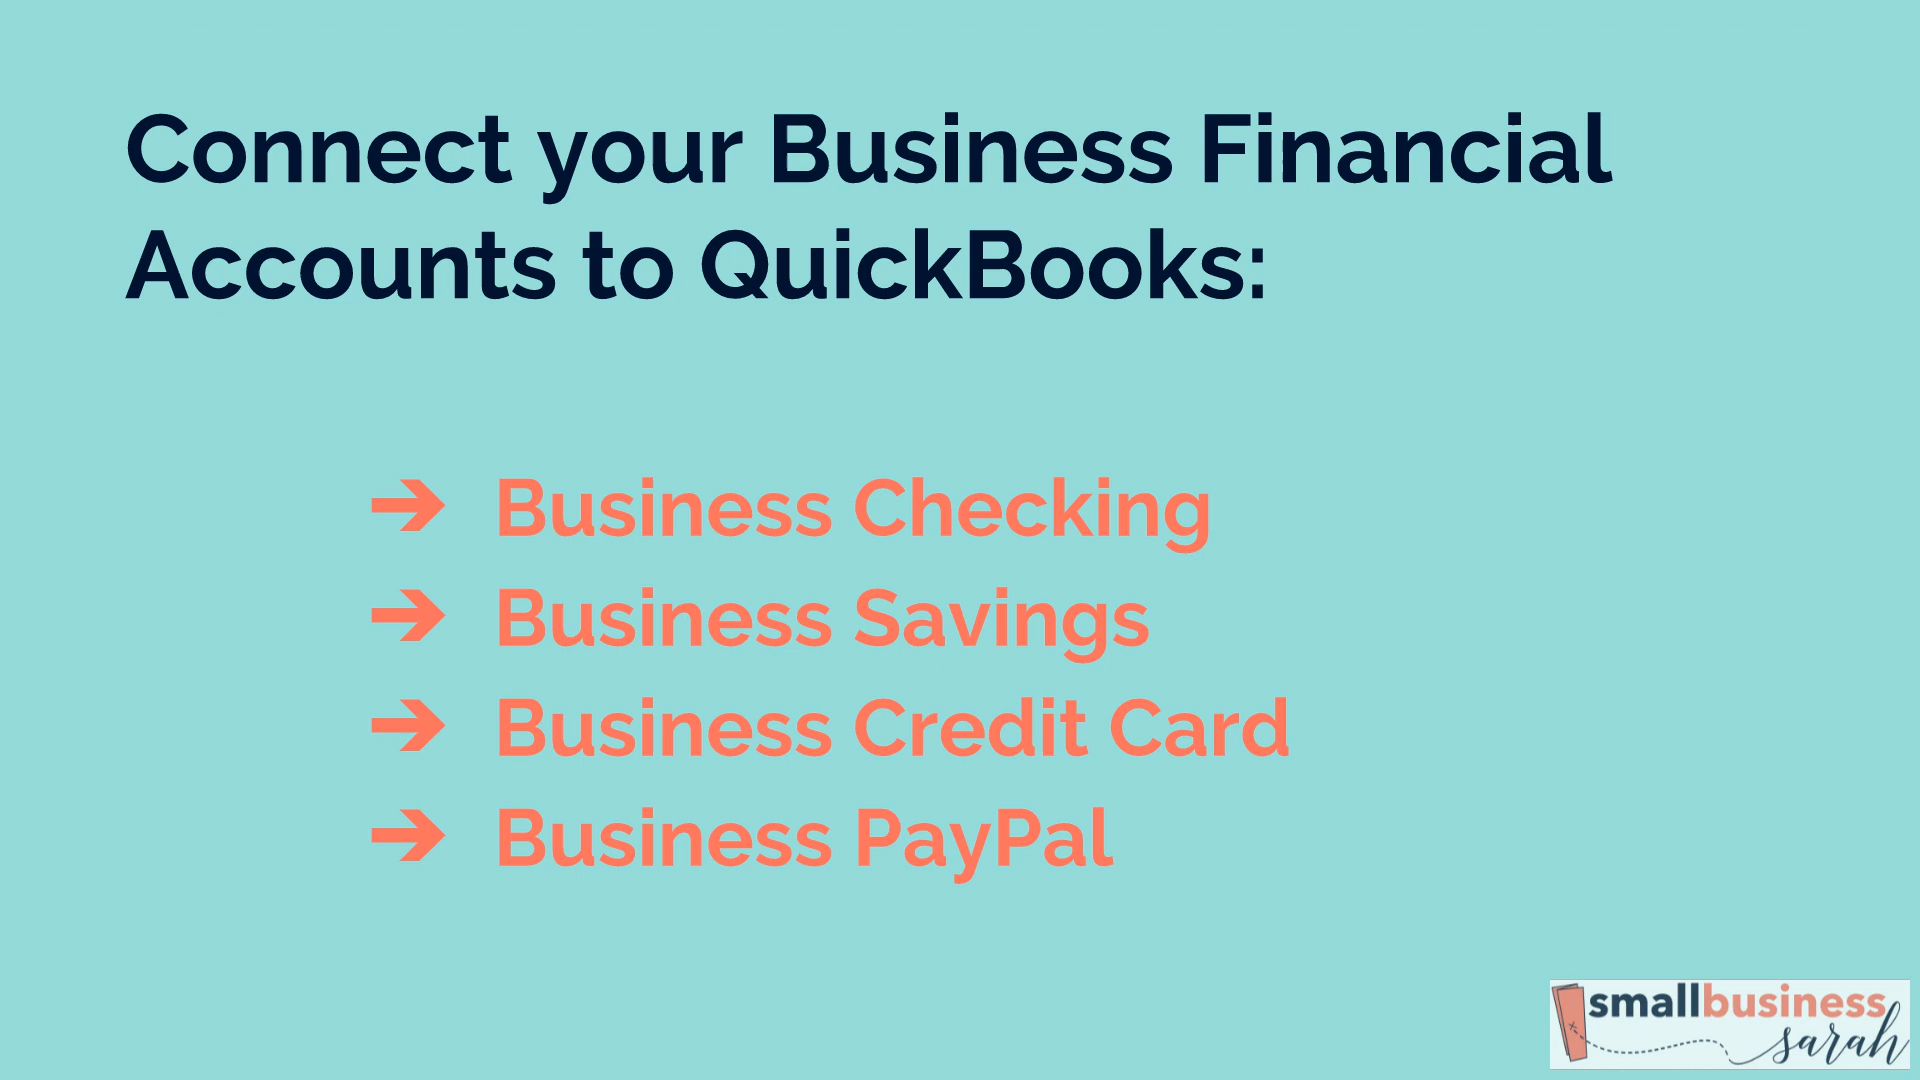 Connect your Business Financial
Accounts to QuickBooks:
➔ Business Checking
➔ Business Savings
➔ Business Credit Card
➔ Business PayPal
smallbusiness
sarah